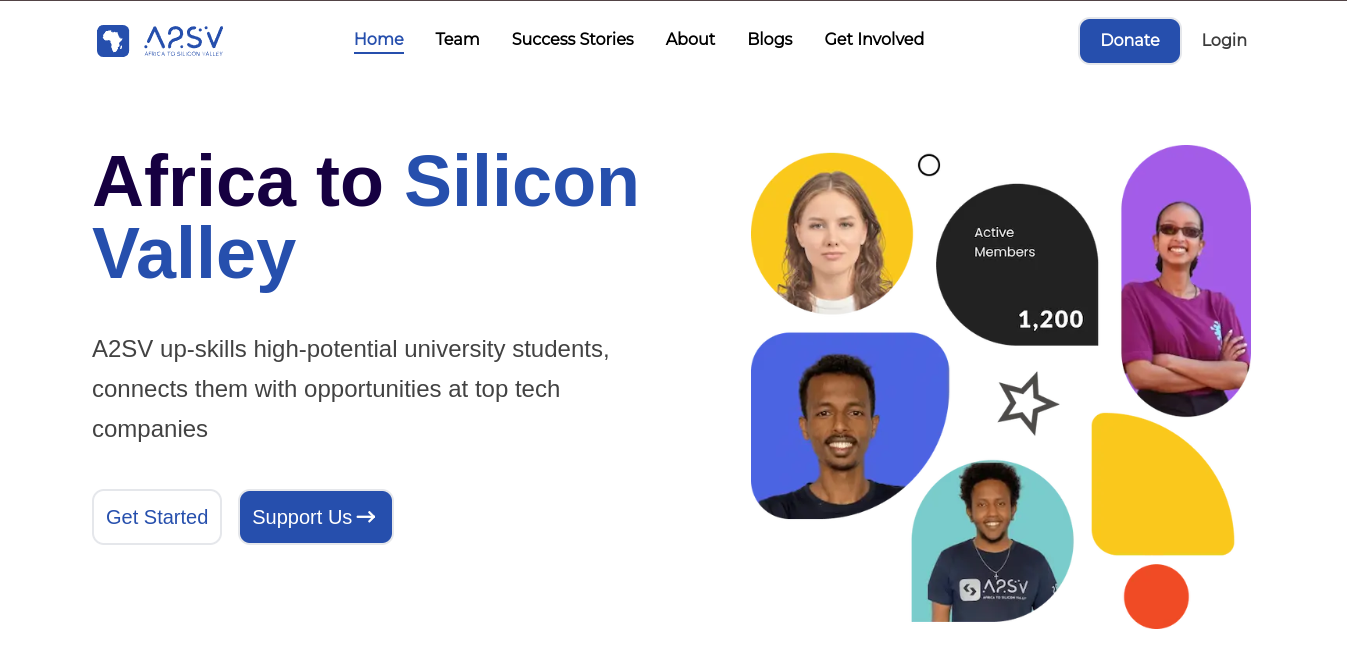 A2SV
AFRICA TO SILICON VALLEY
Home
Team
Success Stories
About
Blogs
Get Involved
Donate
Login
Africa to Silicon
Valley
A2SV up-skills high-potential university students,
connects them with opportunities at top tech
companies
Get Started
Support Us
Active
Members
1,200
A2SV
AFRICA TO SILICON VALLEY